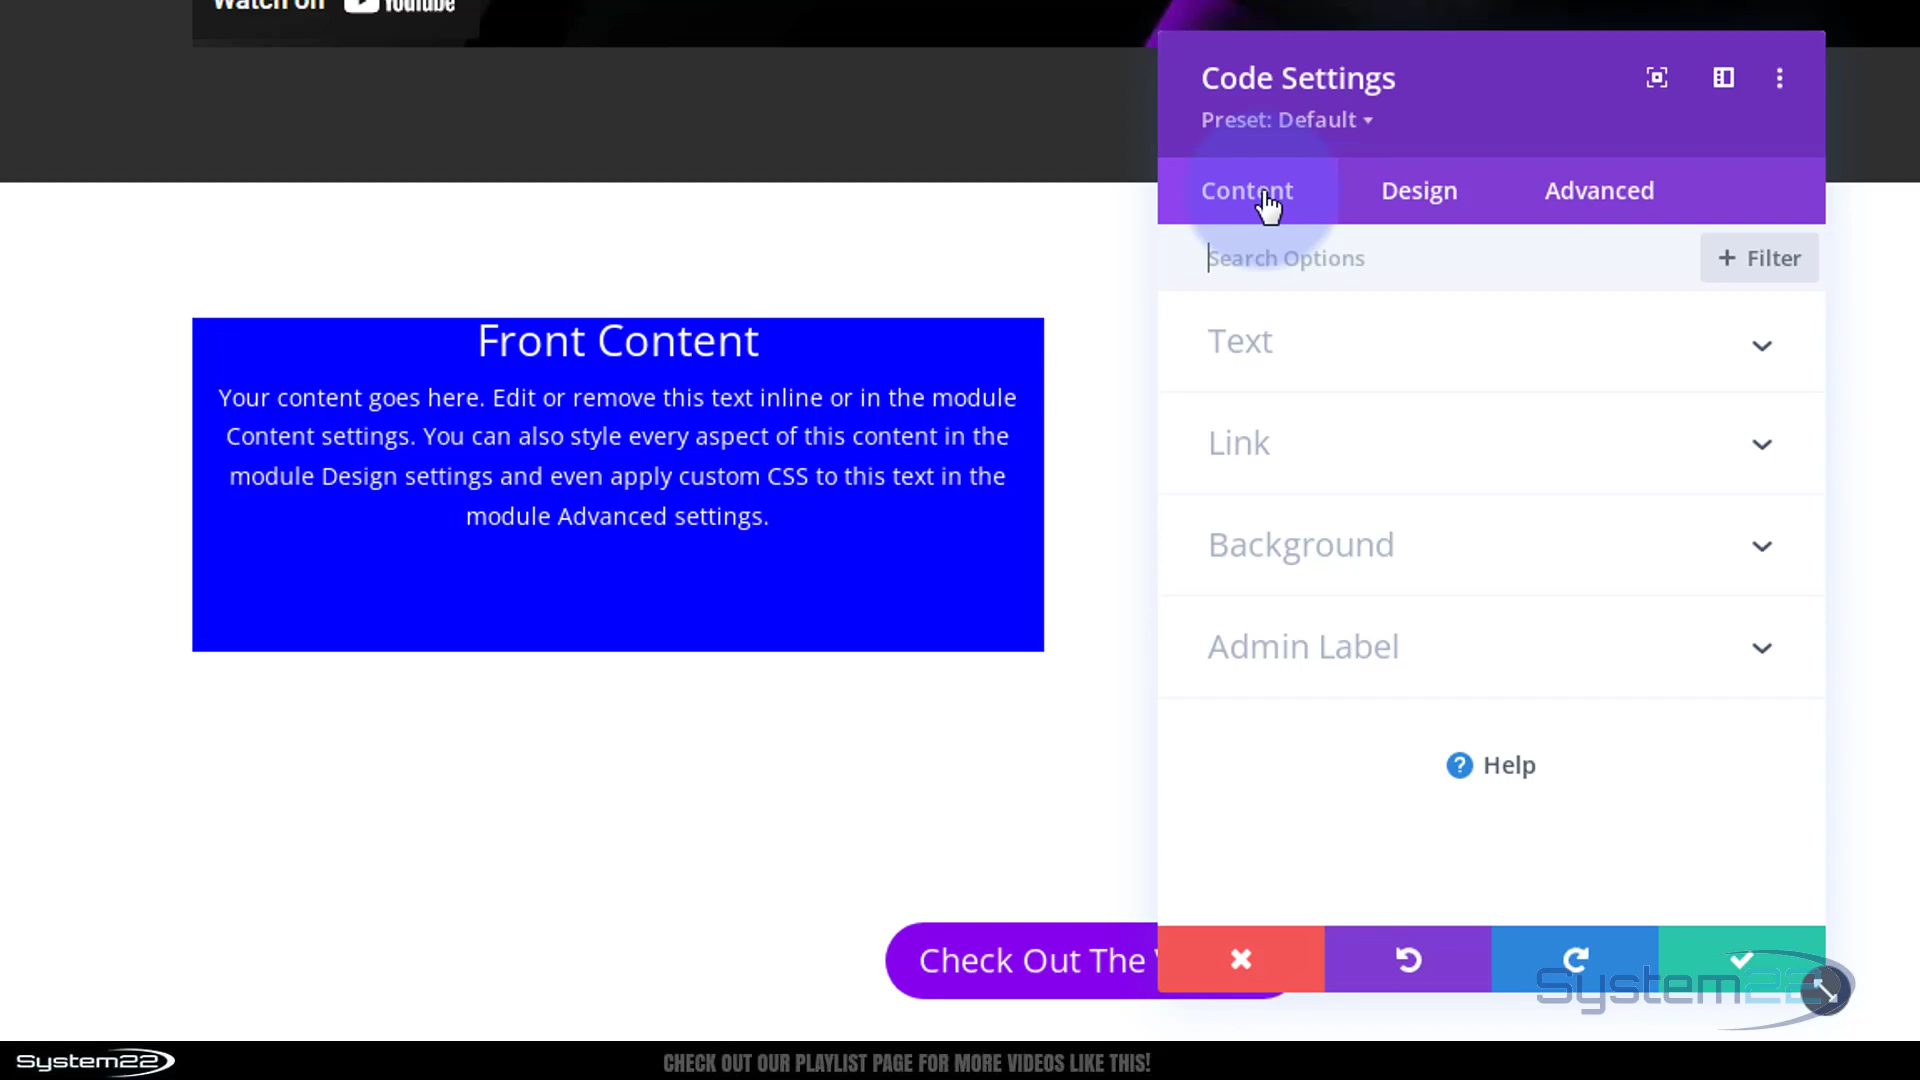 Watch on YouTube
Code Settings
Preset: Default
Content
Design
Advanced
Search Options
+ Filter
Text
Link
Background
Admin Label
? Help
Front Content
Your content goes here. Edit or remove this text inline or in the module
Content settings. You can also style every aspect of this content in the
module Design settings and even apply custom CSS to this text in the
module Advanced settings.
Check Out The
System22
System22
CHECK OUT OUR PLAYLIST PAGE FOR MORE VIDEOS LIKE THIS!